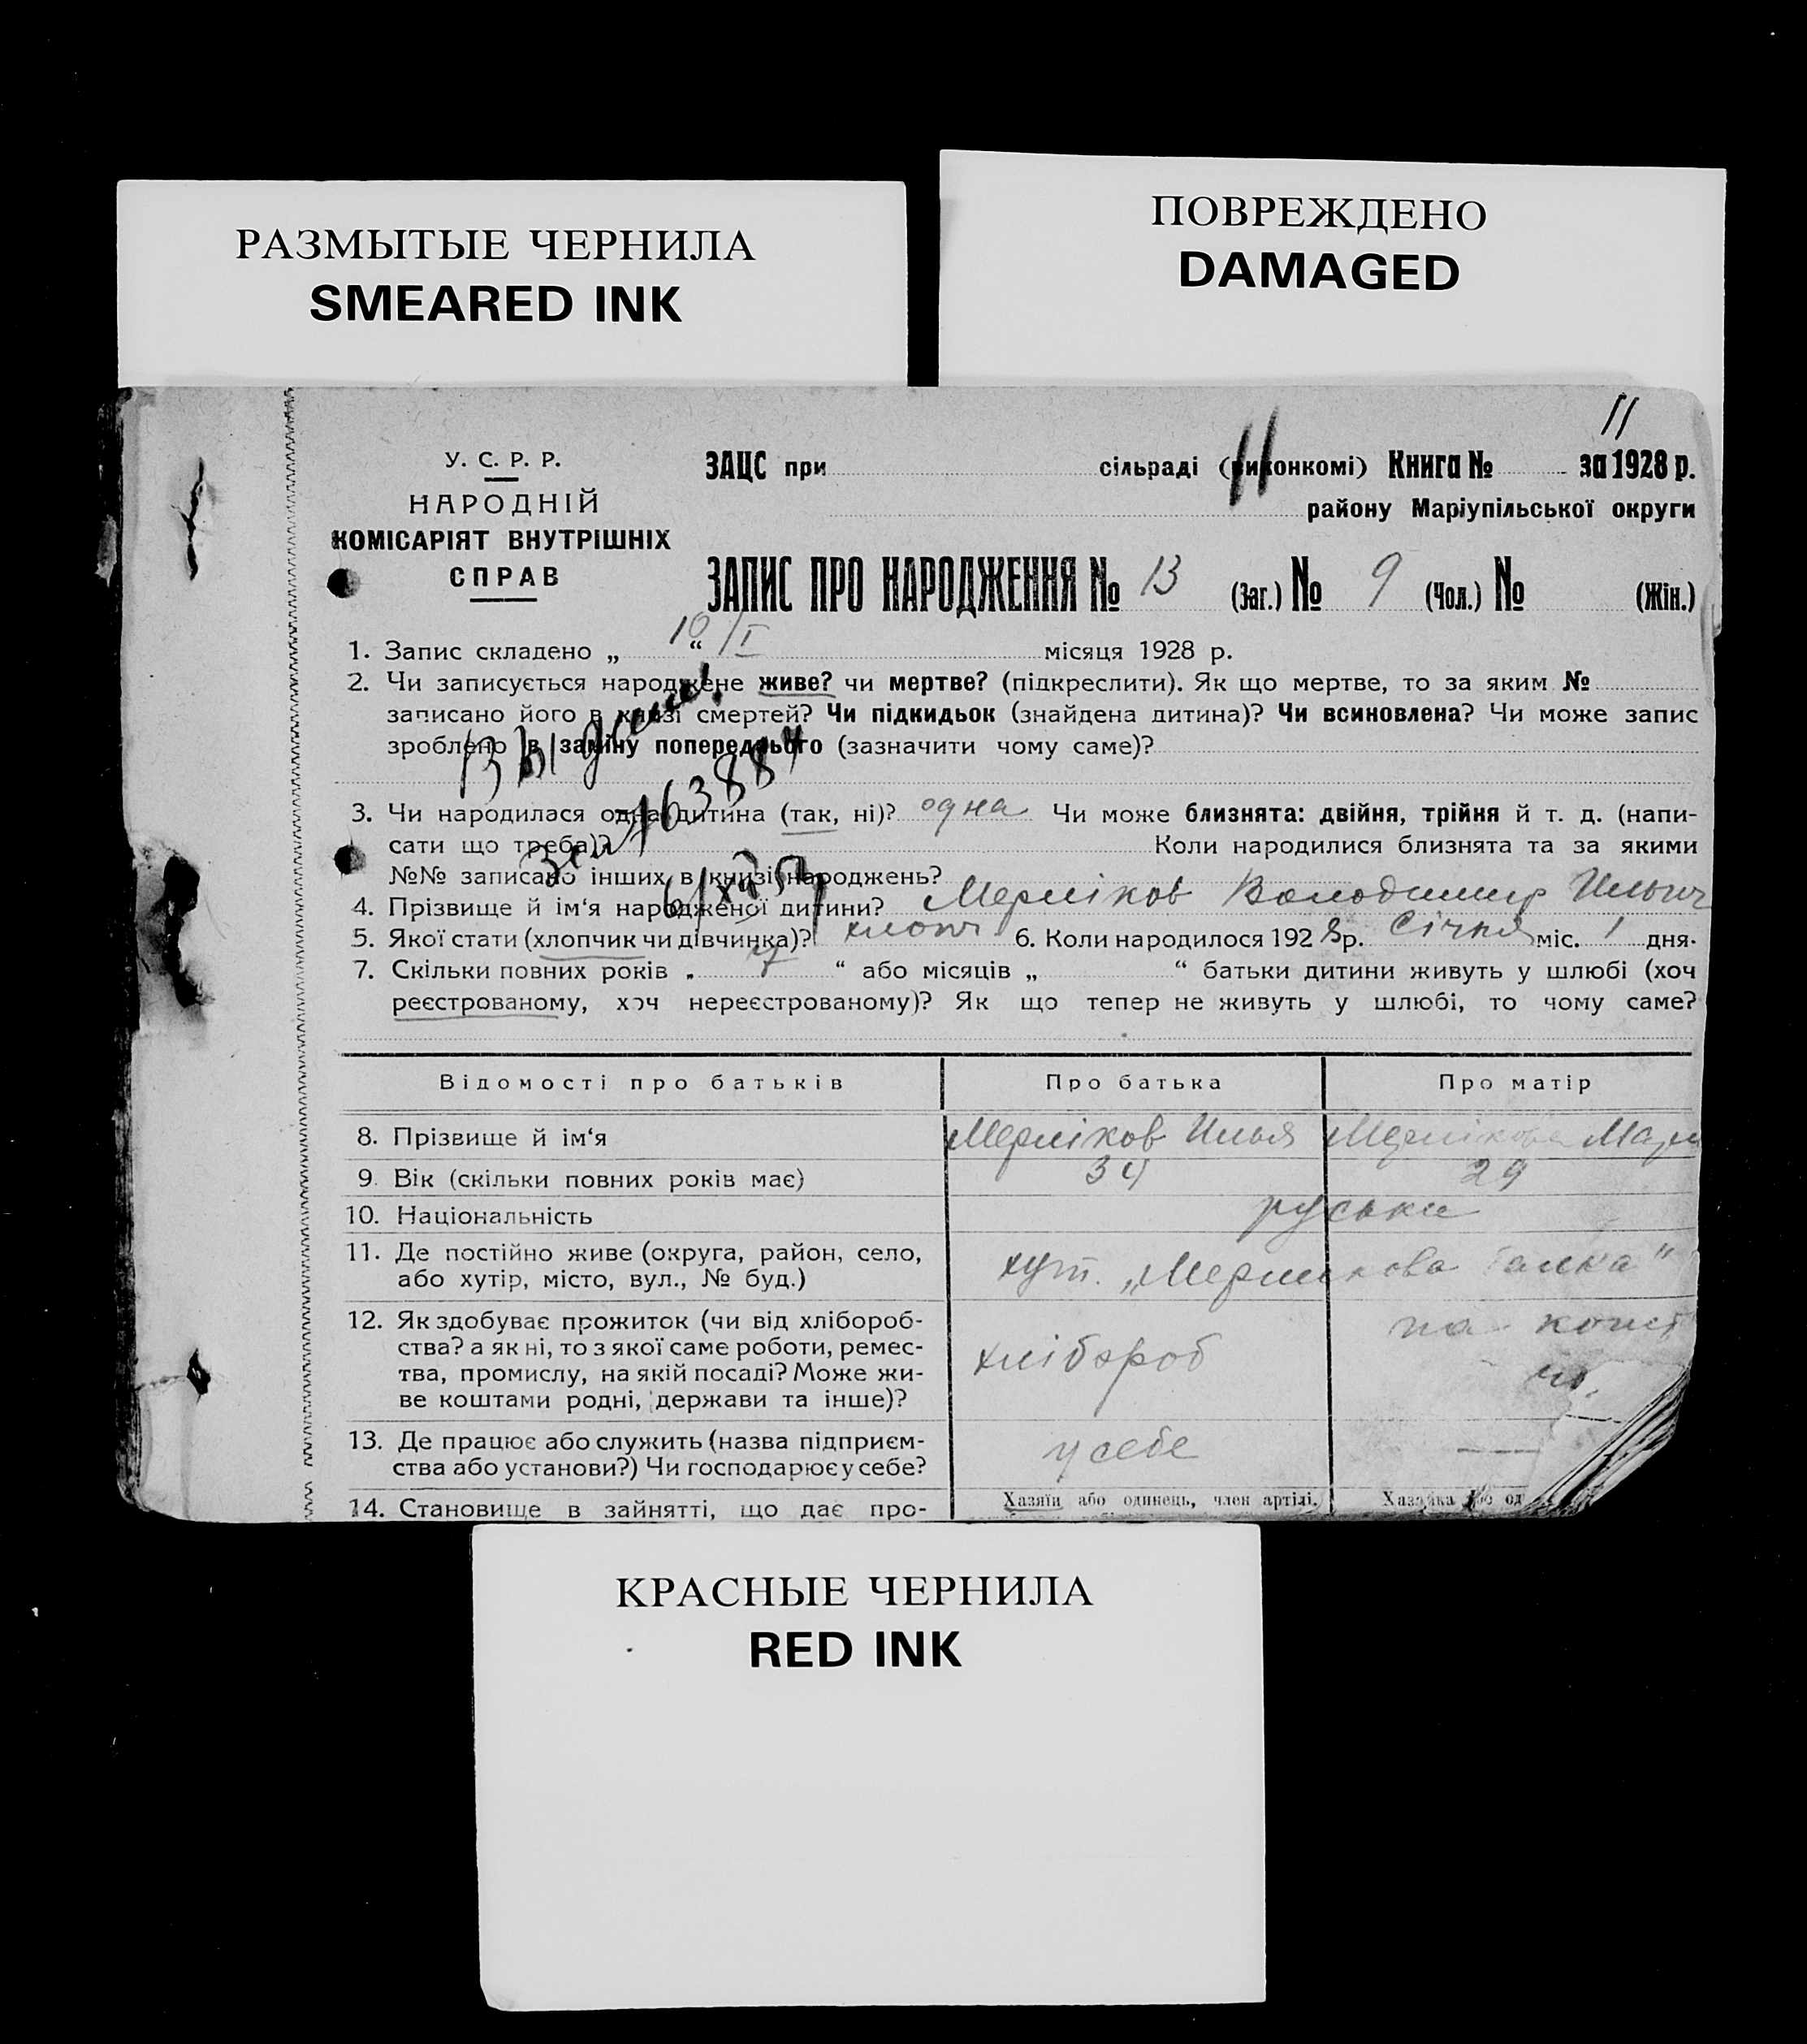 РАЗМЫТЫЕ ЧЕРНИЛА
SMEARED INK
ПОВРЕЖДЕНО
DAMAGED
11
У. С. Р. Р.
НАРОДНІЙ
КОМІСАРІЯТ ВНУТРІШНІХ
СПРАВ
ЗАЦС при сільраді (виконкомі) Книга № за 1928 р.
11
району Маріупільської округи
ЗАПИС ПРО НАРОДЖЕННЯ № 13 (Заг.) № 9 (Чол.) № (Жін.)
1. Запис складено „ 10/I “ місяця 1928 р.
2. Чи записується народжене живе? чи мертве? (підкреслити). Як що мертве, то за яким №
записано його в книзі смертей? Чи підкидьок (знайдена дитина)? Чи всиновлена? Чи може запис
зроблено в заміну попереднього (зазначити чому саме)?
3. Чи народилася одна дитина (так, ні)? одна Чи може близнята: двійня, трійня й т. д. (напи-
сати що треба)? Коли народилися близнята та за якими
№№ записано інших в книзі народжень?
4. Прізвище й ім‘я народженої дитини? Мерліков Володимир Ильич
5. Якої стати (хлопчик чи дівчинка)? хлопч 6. Коли народилося 1928 р. Січня міс. 1 дня.
7. Скільки повних років „ 7 “ або місяців „ “ батьки дитини живуть у шлюбі (хоч
реєстрованому, хоч нереєстрованому)? Як що тепер не живуть у шлюбі, то чому саме?
Відомості про батьків Про батька Про матір
8. Прізвище й ім‘я Мерліков Илья Мерлікова
9. Вік (скільки повних років має) 34 29
10. Національність руські
11. Де постійно живе (округа, район, село,
або хутір, місто, вул., № буд.) хут. „Мерликова балка“
12. Як здобуває прожиток (чи від хлібороб-
ства? а як ні, то з якої саме роботи, ремес-
тва, промислу, на якій посаді? Може жи-
ве коштами родні, держави та інше)? хлібороб на кошт
13. Де працює або служить (назва підприєм-
ства або установи?) Чи господарює у себе? у себе —
14. Становище в зайнятті, що дає про- Хазяїн або одинець, член артілі. Хазяйка або од
КРАСНЫЕ ЧЕРНИЛА
RED INK